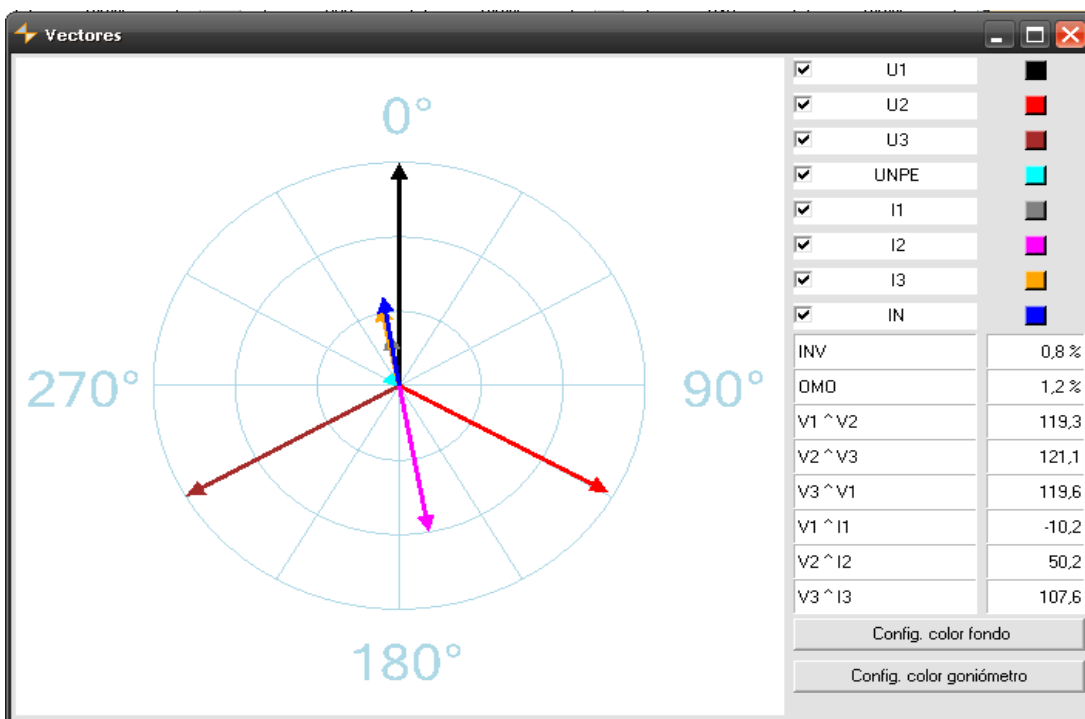 Vectores
0°
90°
180°
270°
U1
U2
U3
UNPE
I1
I2
I3
IN
INV 0,8 %
OMO 1,2 %
V1 ^ V2 119,3
V2 ^ V3 121,1
V3 ^ V1 119,6
V1 ^ I1 -10,2
V2 ^ I2 50,2
V3 ^ I3 107,6
Config. color fondo
Config. color goniómetro